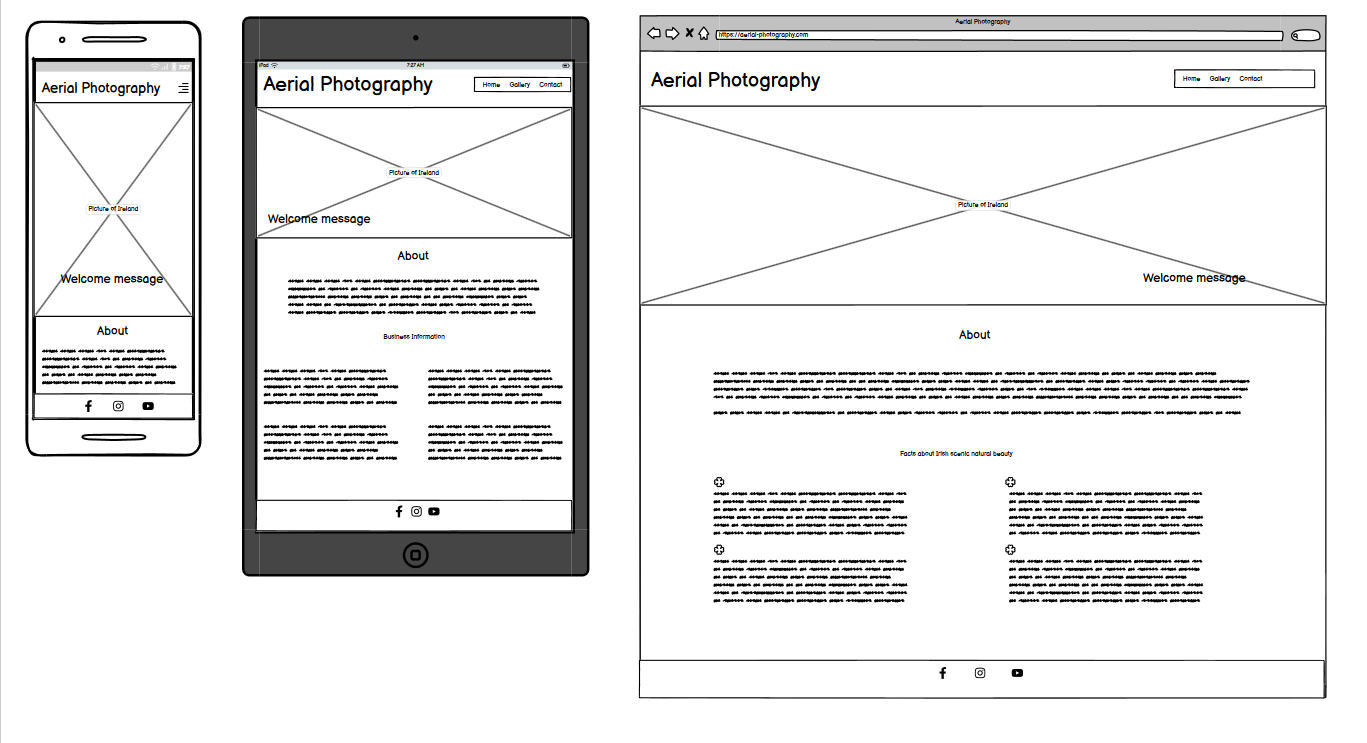 Aerial Photography
Picture of Ireland
Welcome message
About
iPad
7:27 AM
Aerial Photography
Home Gallery Contact
Picture of Ireland
Welcome message
About
Business Information
Aerial Photography
https://aerial-photography.com
Aerial Photography
Home Gallery Contact
Picture of Ireland
Welcome message
About
Facts about Irish scenic natural beauty